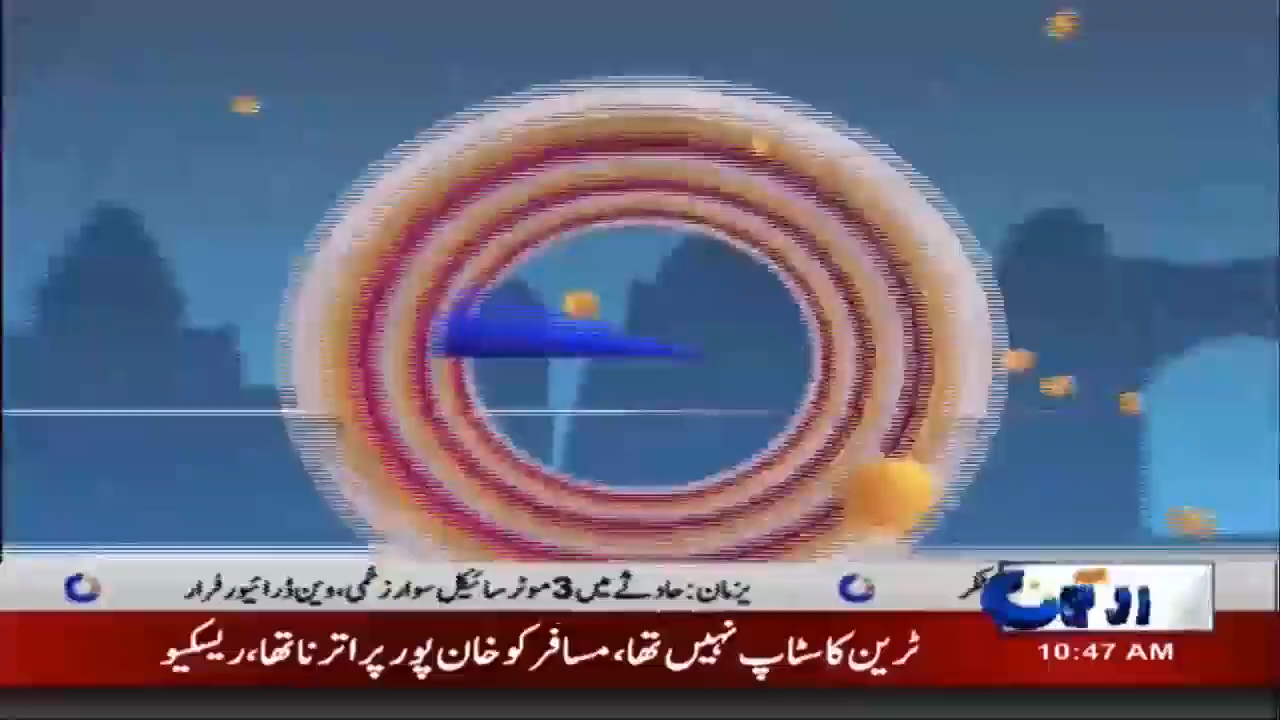 یزمان: حادثے میں 3 موٹر سائیکل سوار زخمی، وین ڈرائیور فرار
ٹرین کا سٹاپ نہیں تھا، مسافر کو خان پور پر اترنا تھا، ریسکیو
10:47 AM